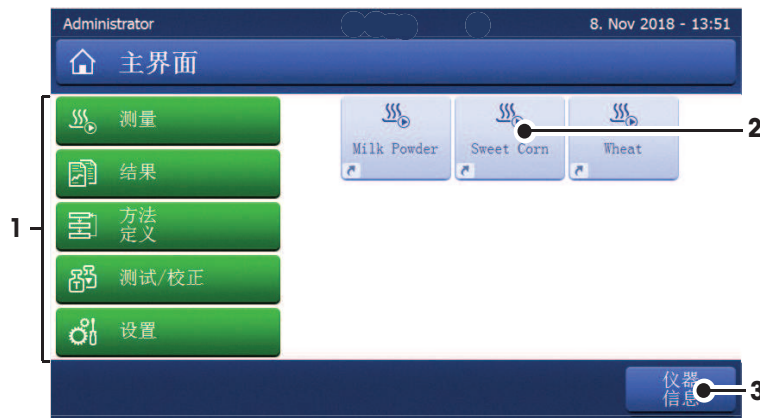 Administrator
8. Nov 2018 - 13:51
主界面
测量
结果
方法
定义
测试/校正
设置
Milk Powder
Sweet Corn
Wheat
仪器
信息
1
2
3